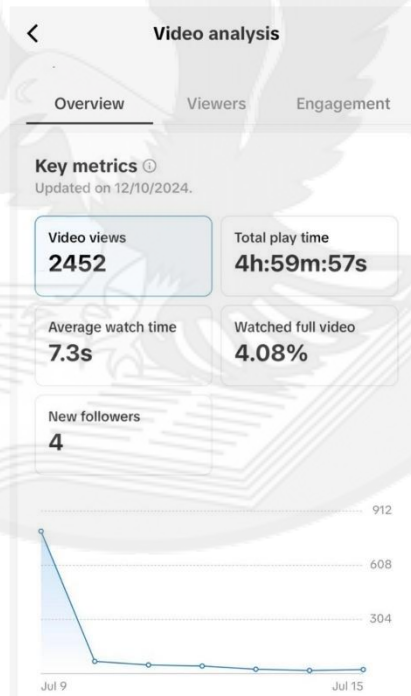 Video analysis
Overview Viewers Engagement
Key metrics
Updated on 12/10/2024.
Video views
2452
Total play time
4h:59m:57s
Average watch time
7.3s
Watched full video
4.08%
New followers
4
912
608
304
Jul 9 Jul 15